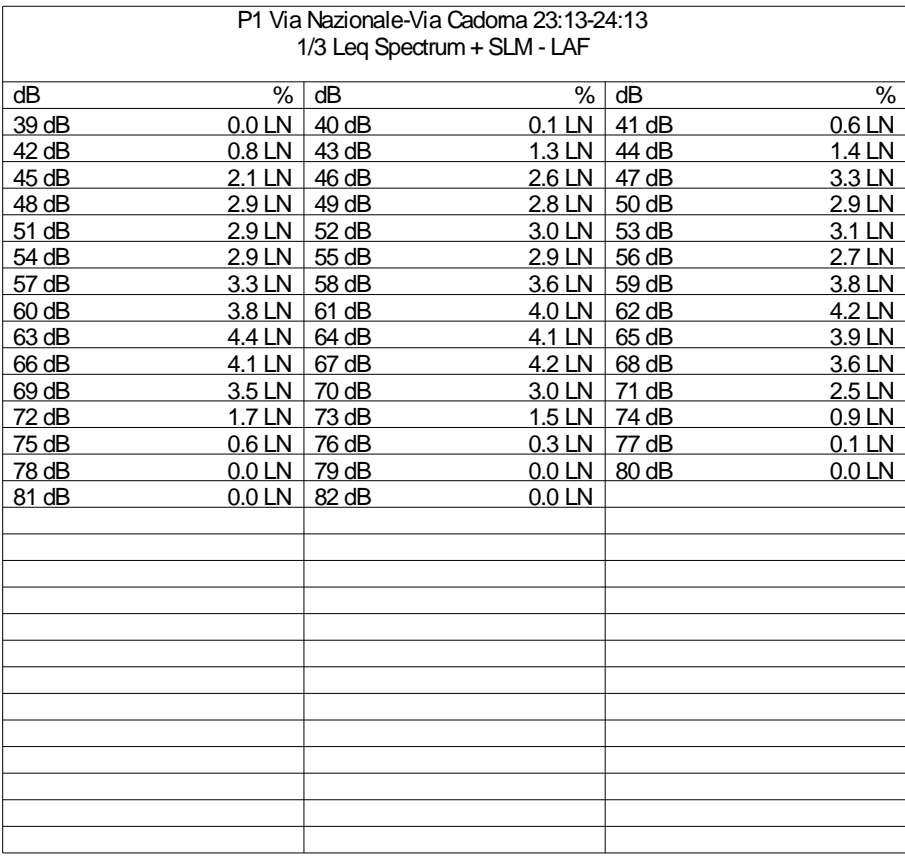 P1 Via Nazionale-Via Cadorna 23:13-24:13
1/3 Leq Spectrum + SLM - LAF
dB % dB % dB %
39 dB 0.0 LN 40 dB 0.1 LN 41 dB 0.6 LN
42 dB 0.8 LN 43 dB 1.3 LN 44 dB 1.4 LN
45 dB 2.1 LN 46 dB 2.6 LN 47 dB 3.3 LN
48 dB 2.9 LN 49 dB 2.8 LN 50 dB 2.9 LN
51 dB 2.9 LN 52 dB 3.0 LN 53 dB 3.1 LN
54 dB 2.9 LN 55 dB 2.9 LN 56 dB 2.7 LN
57 dB 3.3 LN 58 dB 3.6 LN 59 dB 3.8 LN
60 dB 3.8 LN 61 dB 4.0 LN 62 dB 4.2 LN
63 dB 4.4 LN 64 dB 4.1 LN 65 dB 3.9 LN
66 dB 4.1 LN 67 dB 4.2 LN 68 dB 3.6 LN
69 dB 3.5 LN 70 dB 3.0 LN 71 dB 2.5 LN
72 dB 1.7 LN 73 dB 1.5 LN 74 dB 0.9 LN
75 dB 0.6 LN 76 dB 0.3 LN 77 dB 0.1 LN
78 dB 0.0 LN 79 dB 0.0 LN 80 dB 0.0 LN
81 dB 0.0 LN 82 dB 0.0 LN